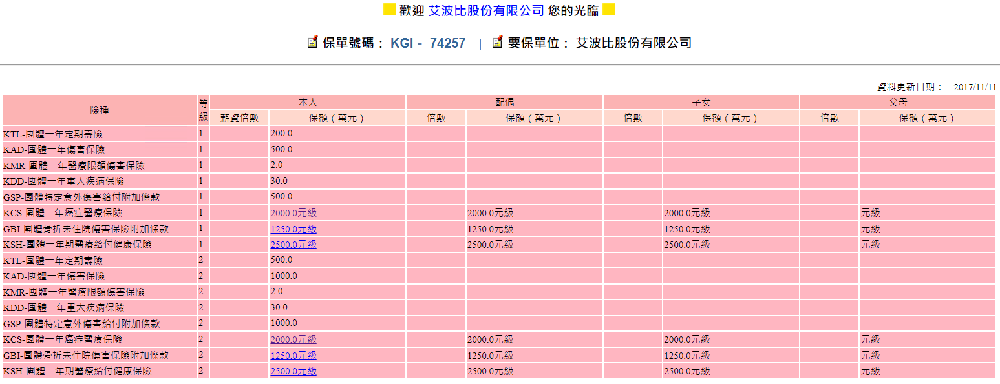 歡迎 艾波比股份有限公司 您的光臨
保單號碼： KGI - 74257 | 要保單位： 艾波比股份有限公司
資料更新日期： 2017/11/11
險種 等級 本人 配偶 子女 父母
薪資倍數 保額（萬元） 倍數 保額（萬元） 倍數 保額（萬元） 倍數 保額（萬元）
KTL-團體一年定期壽險 1 200.0
KAD-團體一年傷害保險 1 500.0
KMR-團體一年醫療限額傷害保險 1 2.0
KDD-團體一年重大疾病保險 1 30.0
GSP-團體特定意外傷害給付附加條款 1 500.0
KCS-團體一年癌症醫療保險 1 2000.0元級 2000.0元級 2000.0元級 元級
GBI-團體骨折未住院傷害保險附加條款 1 1250.0元級 1250.0元級 1250.0元級 元級
KSH-團體一年期醫療給付健康保險 1 2500.0元級 2500.0元級 2500.0元級 元級
KTL-團體一年定期壽險 2 500.0
KAD-團體一年傷害保險 2 1000.0
KMR-團體一年醫療限額傷害保險 2 2.0
KDD-團體一年重大疾病保險 2 30.0
GSP-團體特定意外傷害給付附加條款 2 1000.0
KCS-團體一年癌症醫療保險 2 2000.0元級 2000.0元級 2000.0元級 元級
GBI-團體骨折未住院傷害保險附加條款 2 1250.0元級 1250.0元級 1250.0元級 元級
KSH-團體一年期醫療給付健康保險 2 2500.0元級 2500.0元級 2500.0元級 元級